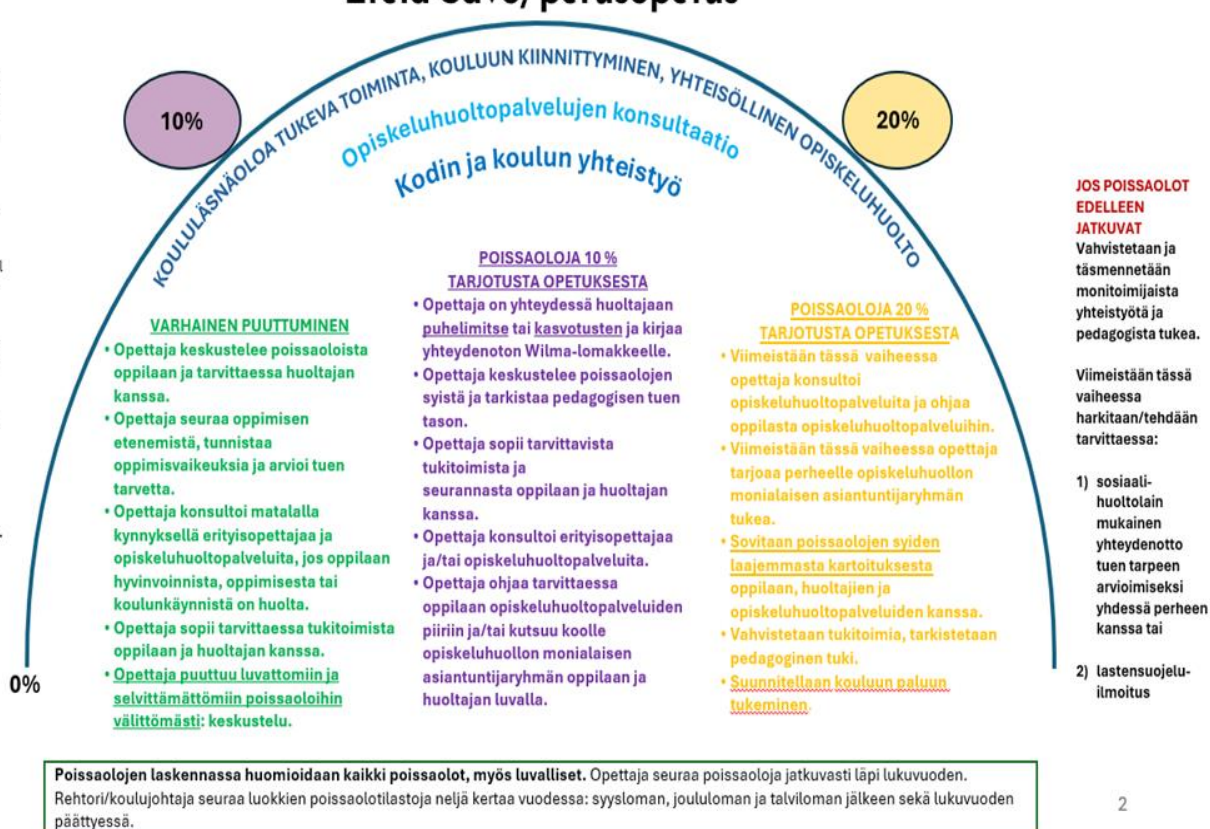 perusopetus
10%
20%
KOULULÄSNÄOLOA TUKEVA TOIMINTA, KOULUUN KIINNITTYMINEN, YHTEISÖLLINEN OPISKELUHUOLTO
Opiskeluhuoltopalvelujen konsultaatio
Kodin ja koulun yhteistyö
VARHAINEN PUUTTUMINEN
• Opettaja keskustelee poissaoloista
oppilaan ja tarvittaessa huoltajan
kanssa.
• Opettaja seuraa oppimisen
etenemistä, tunnistaa
oppimisvaikeuksia ja arvioi tuen
tarvetta.
• Opettaja konsultoi matalalla
kynnyksellä erityisopettajaa ja
opiskeluhuoltopalveluita, jos oppilaan
hyvinvoinnista, oppimisesta tai
koulunkäynnistä on huolta.
• Opettaja sopii tarvittaessa tukitoimista
oppilaan ja huoltajan kanssa.
• Opettaja puuttuu luvattomiin ja
selvittämättömiin poissaoloihin
välittömästi: keskustelu.
0%
POISSAOLOJA 10 %
TARJOTUSTA OPETUKSESTA
• Opettaja on yhteydessä huoltajaan
puhelimitse tai kasvotusten ja kirjaa
yhteydenoton Wilma-lomakkeelle.
• Opettaja keskustelee poissaolojen
syistä ja tarkistaa pedagogisen tuen
tason.
• Opettaja sopii tarvittavista
tukitoimista ja
seurannasta oppilaan ja huoltajan
kanssa.
• Opettaja konsultoi erityisopettajaa
ja/tai opiskeluhuoltopalveluita.
• Opettaja ohjaa tarvittaessa
oppilaan opiskeluhuoltopalveluiden
piiriin ja/tai kutsuu koolle
opiskeluhuollon monialaisen
asiantuntijaryhmän oppilaan ja
huoltajan luvalla.
POISSAOLOJA 20 %
TARJOTUSTA OPETUKSESTA
• Viimeistään tässä vaiheessa
opettaja konsultoi
opiskeluhuoltopalveluita ja ohjaa
oppilasta opiskeluhuoltopalveluihin.
• Viimeistään tässä vaiheessa opettaja
tarjoaa perheelle opiskeluhuollon
monialaisen asiantuntijaryhmän
tukea.
• Sovitaan poissaolojen syiden
laajemmasta kartoituksesta
oppilaan, huoltajien ja
opiskeluhuoltopalveluiden kanssa.
• Vahvistetaan tukitoimia, tarkistetaan
pedagoginen tuki.
• Suunnitellaan kouluun paluun
tukeminen.
JOS POISSAOLOT
EDELLEEN
JATKUVAT
Vahvistetaan ja
täsmennetään
monitoimijaista
yhteistyötä ja
pedagogista tukea.
Viimeistään tässä
vaiheessa
harkitaan/tehdään
tarvittaessa:
1) sosiaali-
huoltolain
mukainen
yhteydenotto
tuen tarpeen
arvioimiseksi
yhdessä perheen
kanssa tai
2) lastensuojelu-
ilmoitus
Poissaolojen laskennassa huomioidaan kaikki poissaolot, myös luvalliset. Opettaja seuraa poissaoloja jatkuvasti läpi lukuvuoden.
Rehtori/koulujohtaja seuraa luokkien poissaolotilastoja neljä kertaa vuodessa: syysloman, joululoman ja talviloman jälkeen sekä lukuvuoden
päättyessä.
2